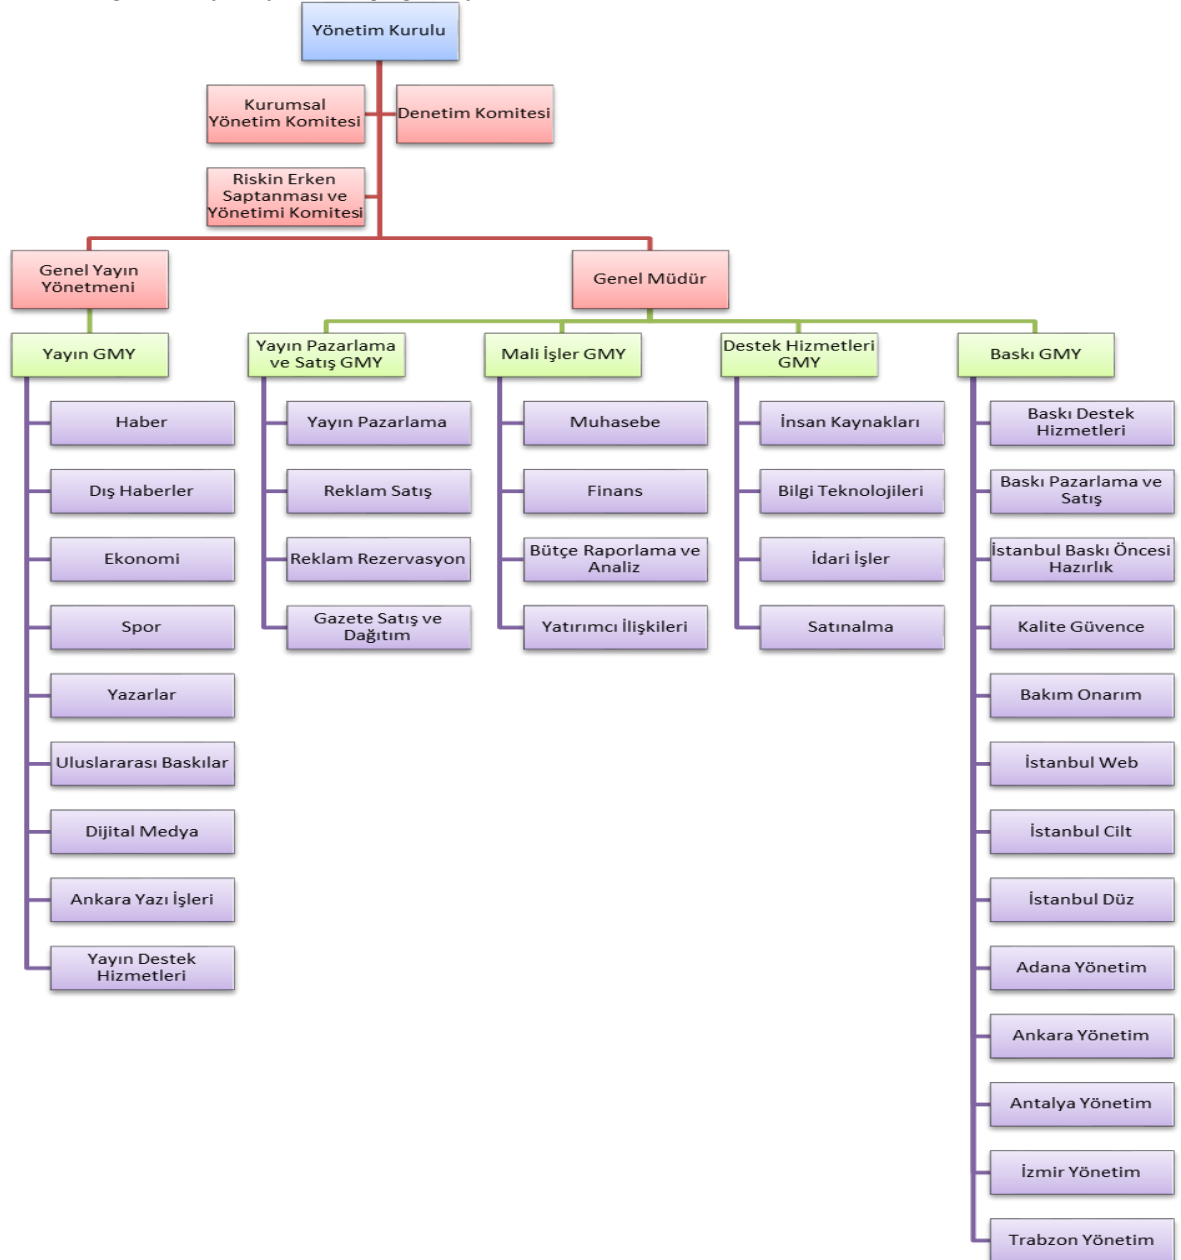 Yönetim Kurulu
Kurumsal
Yönetim Komitesi
Denetim Komitesi
Riskin Erken
Saptanması ve
Yönetimi Komitesi
Genel Yayın
Yönetmeni
Genel Müdür
Yayın GMY
Yayın Pazarlama
ve Satış GMY
Mali İşler GMY
Destek Hizmetleri
GMY
Baskı GMY
Haber
Dış Haberler
Ekonomi
Spor
Yazarlar
Uluslararası Baskılar
Dijital Medya
Ankara Yazı İşleri
Yayın Destek
Hizmetleri
Yayın Pazarlama
Reklam Satış
Reklam Rezervasyon
Gazete Satış ve
Dağıtım
Muhasebe
Finans
Bütçe Raporlama ve
Analiz
Yatırımcı İlişkileri
İnsan Kaynakları
Bilgi Teknolojileri
İdari İşler
Satınalma
Baskı Destek
Hizmetleri
Baskı Pazarlama ve
Satış
İstanbul Baskı Öncesi
Hazırlık
Kalite Güvence
Bakım Onarım
İstanbul Web
İstanbul Cilt
İstanbul Düz
Adana Yönetim
Ankara Yönetim
Antalya Yönetim
İzmir Yönetim
Trabzon Yönetim